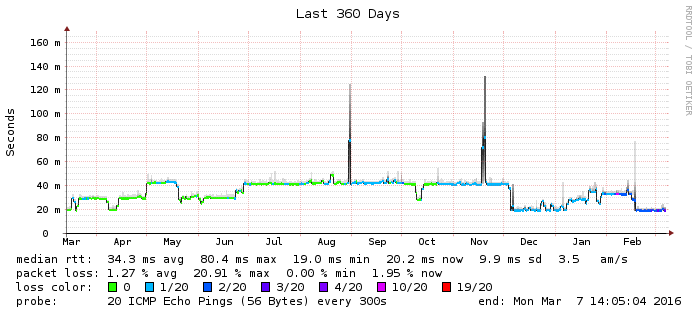 Last 360 Days
RRDTOOL / TOBI OETIKER
Seconds
160 m
140 m
120 m
100 m
80 m
60 m
40 m
20 m
0
Mar Apr May Jun Jul Aug Sep Oct Nov Dec Jan Feb
median rtt: 34.3 ms avg 80.4 ms max 19.0 ms min 20.2 ms now 9.9 ms sd 3.5 am/s
packet loss: 1.27 % avg 20.91 % max 0.00 % min 1.95 % now
loss color: 0 1/20 2/20 3/20 4/20 10/20 19/20
probe: 20 ICMP Echo Pings (56 Bytes) every 300s end: Mon Mar 7 14:05:04 2016